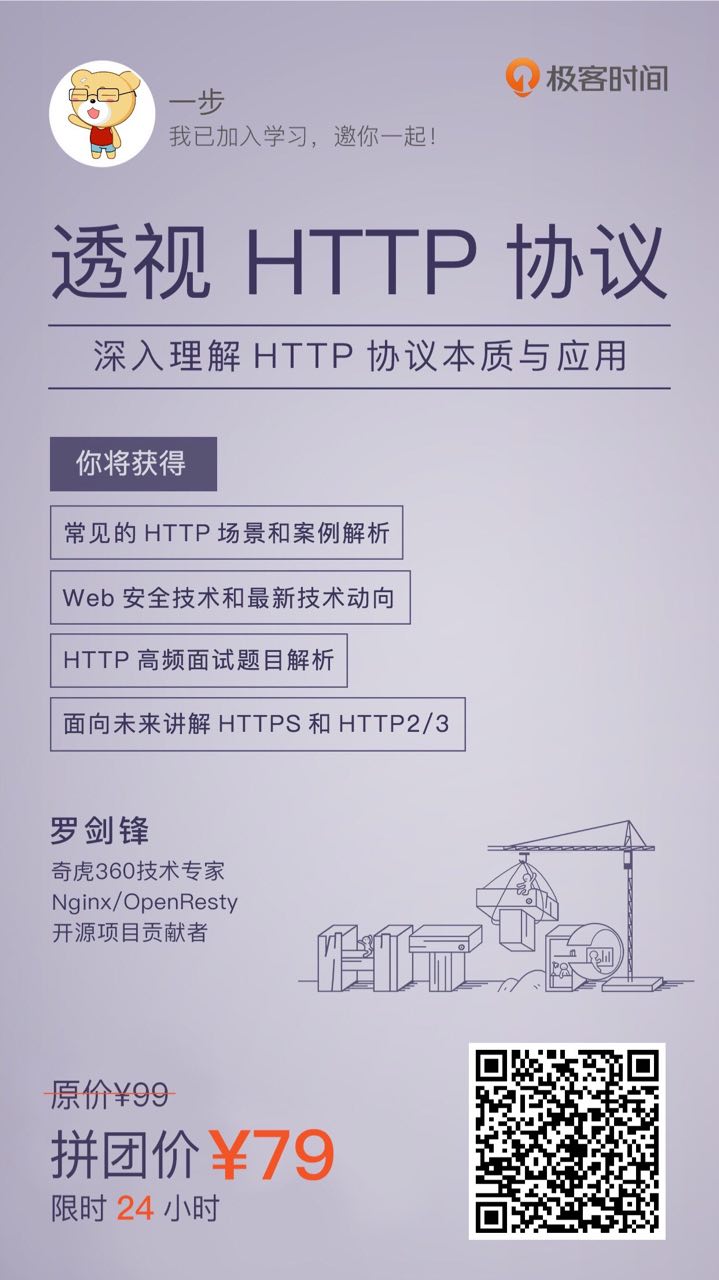 一步
我已加入学习，邀你一起！
极客时间
透视 HTTP 协议
深入理解 HTTP 协议本质与应用
你将获得
常见的 HTTP 场景和案例解析
Web 安全技术和最新技术动向
HTTP 高频面试题目解析
面向未来讲解 HTTPS 和 HTTP2/3
罗剑锋
奇虎360技术专家
Nginx/OpenResty
开源项目贡献者
原价¥99
拼团价 ¥79
限时 24 小时